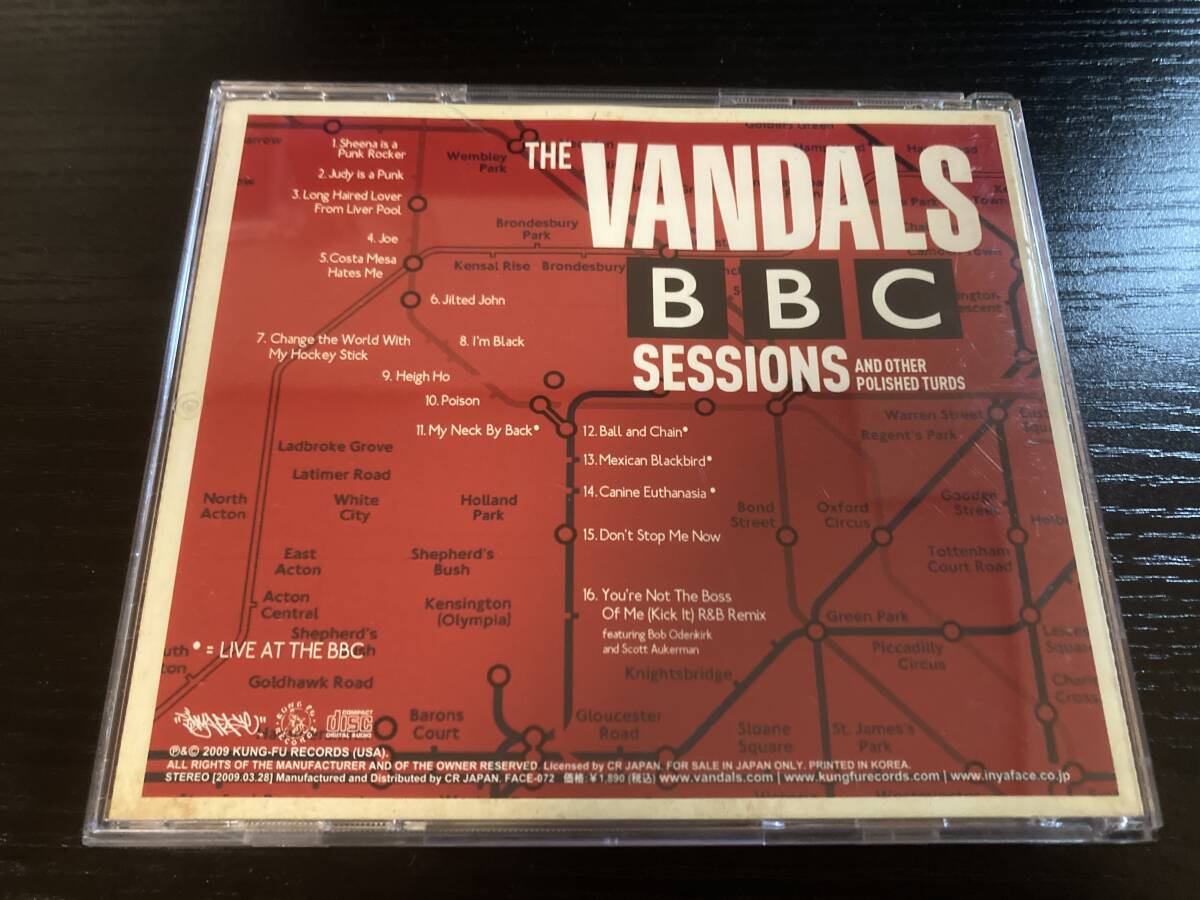 THE VANDALS
BBC
SESSIONS AND OTHER
POLISHED TURDS
1. Sheena is a
Punk Rocker
2. Judy is a Punk
3. Long Haired Lover
From Liver Pool
4. Joe
5. Costa Mesa
Hates Me
6. Jilted John
7. Change the World With
My Hockey Stick
8. I'm Black
9. Heigh Ho
10. Poison
11. My Neck By Back*
12. Ball and Chain*
13. Mexican Blackbird*
14. Canine Euthanasia *
15. Don't Stop Me Now
16. You're Not The Boss
Of Me (Kick It) R&B Remix
featuring Bob Odenkirk
and Scott Aukerman
* = LIVE AT THE BBC
Wembley
Park
Brondesbury
Park
Kensal Rise
Brondesbury
Ladbroke Grove
Latimer Road
North
Acton
White
City
Holland
Park
East
Acton
Shepherd's
Bush
Acton
Central
Kensington
(Olympia)
Shepherd's
Goldhawk Road
Barons
Court
Gloucester
Road
Knightsbridge
Sloane
Square
St. James's
Park
Green Park
Piccadilly
Circus
Bond
Street
Oxford
Circus
Warren Street
Regent's Park
Goodge
Street
Tottenham
Court Road
KUNG FU RECORDS
COMPACT
disc
DIGITAL AUDIO
℗&© 2009 KUNG-FU RECORDS (USA).
ALL RIGHTS OF THE MANUFACTURER AND OF THE OWNER RESERVED. Licensed by CR JAPAN. FOR SALE IN JAPAN ONLY. PRINTED IN KOREA.
STEREO [2009.03.28] Manufactured and Distributed by CR JAPAN. FACE-072 価格:¥1,890(税込) www.vandals.com | www.kungfurecords.com | www.inyaface.co.jp